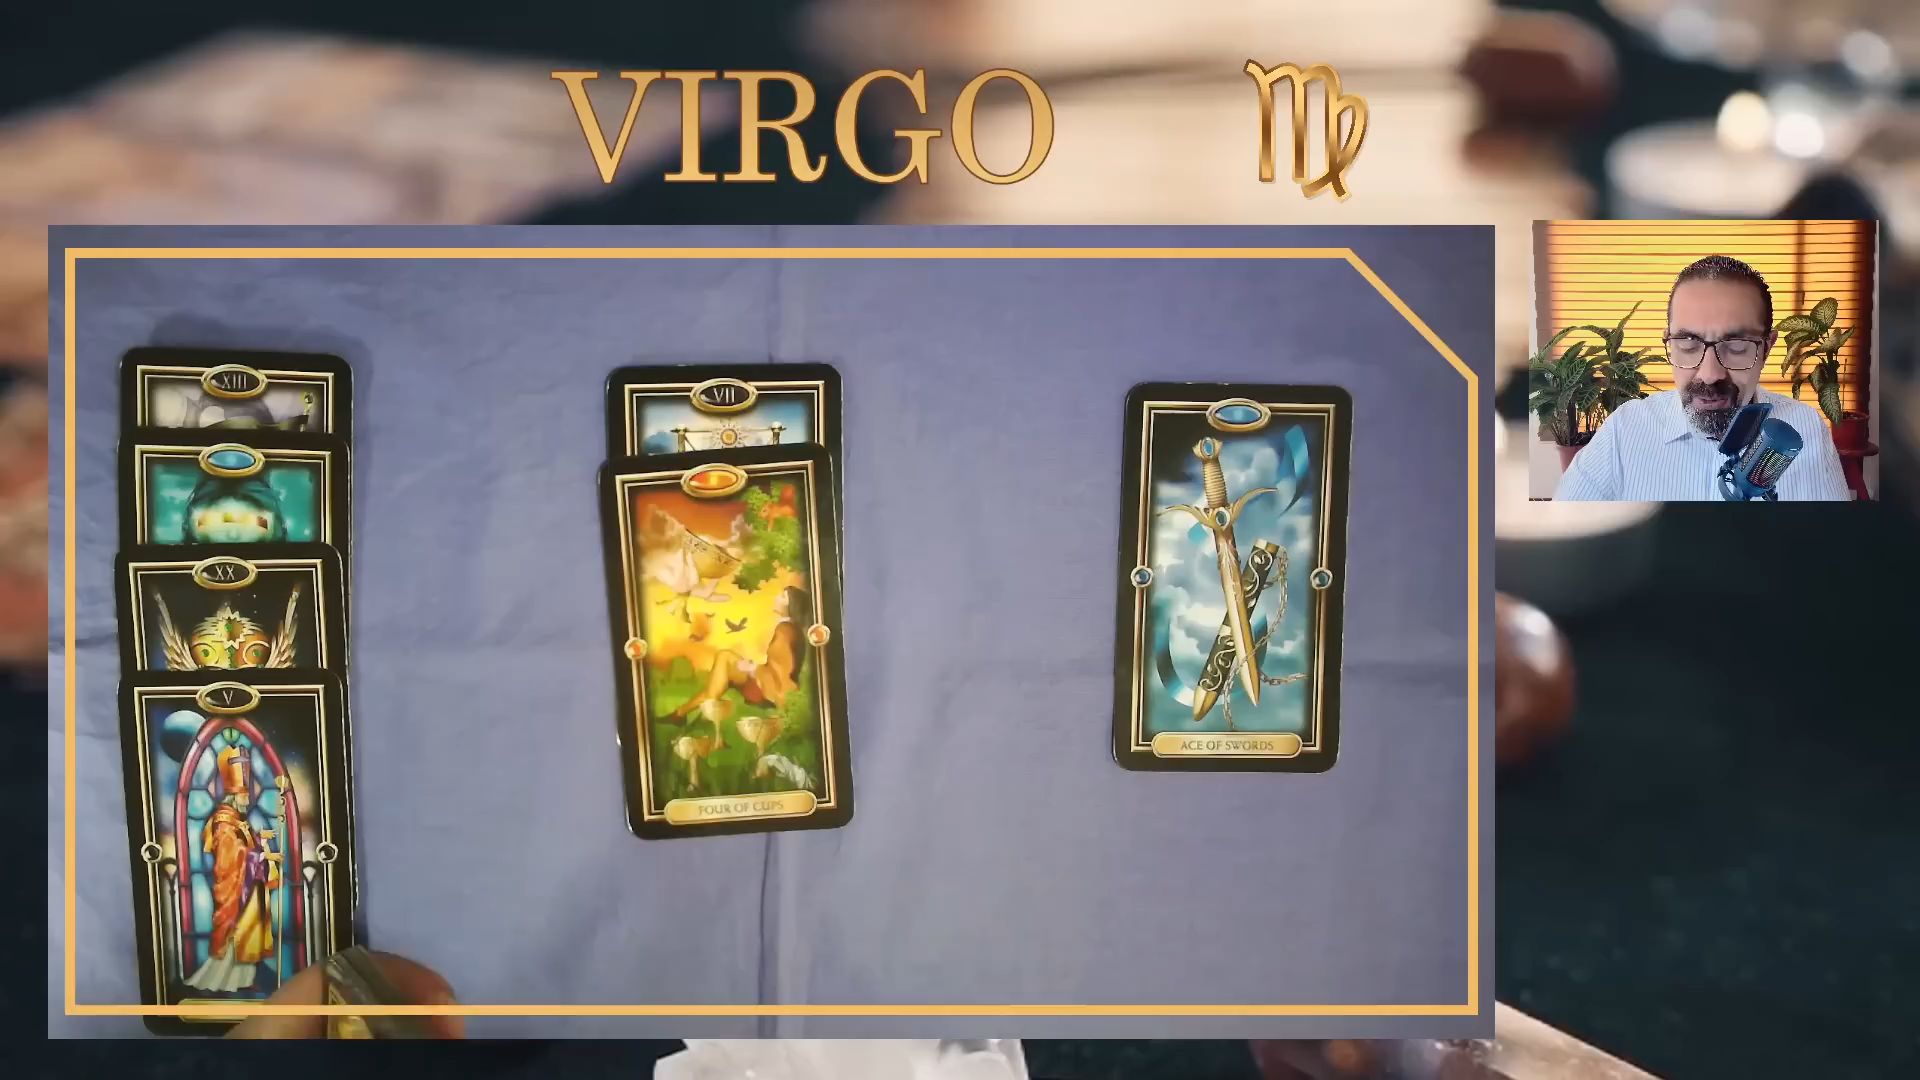 VIRGO
XIII
VII
XX
V
FOUR OF CUPS
ACE OF SWORDS